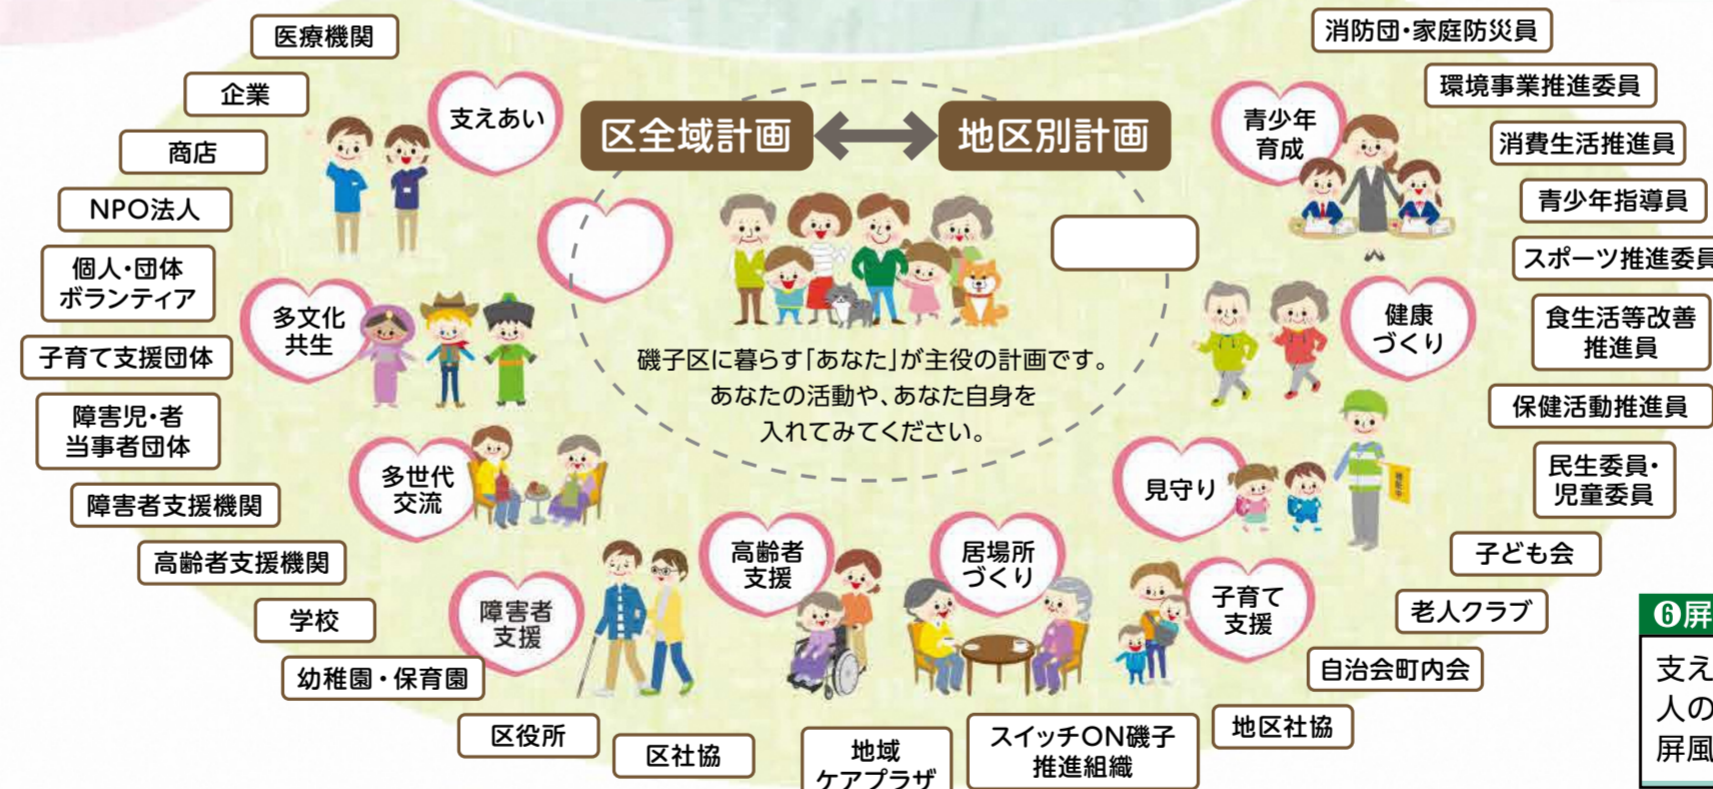 医療機関
企業
商店
NPO法人
個人・団体
ボランティア
子育て支援団体
障害児・者
当事者団体
障害者支援機関
高齢者支援機関
学校
幼稚園・保育園
区役所
区社協
地域
ケアプラザ
スイッチON磯子
推進組織
地区社協
自治会町内会
老人クラブ
子ども会
民生委員・
児童委員
保健活動推進員
食生活等改善
推進員
スポーツ推進委員
青少年指導員
消費生活推進員
環境事業推進委員
消防団・家庭防災員
支えあい
多文化
共生
多世代
交流
障害者
支援
高齢者
支援
居場所
づくり
子育て
支援
見守り
健康
づくり
青少年
育成
区全域計画
地区別計画
磯子区に暮らす「あなた」が主役の計画です。
あなたの活動や、あなた自身を
入れてみてください。
❻屏
支え
人の
屏風